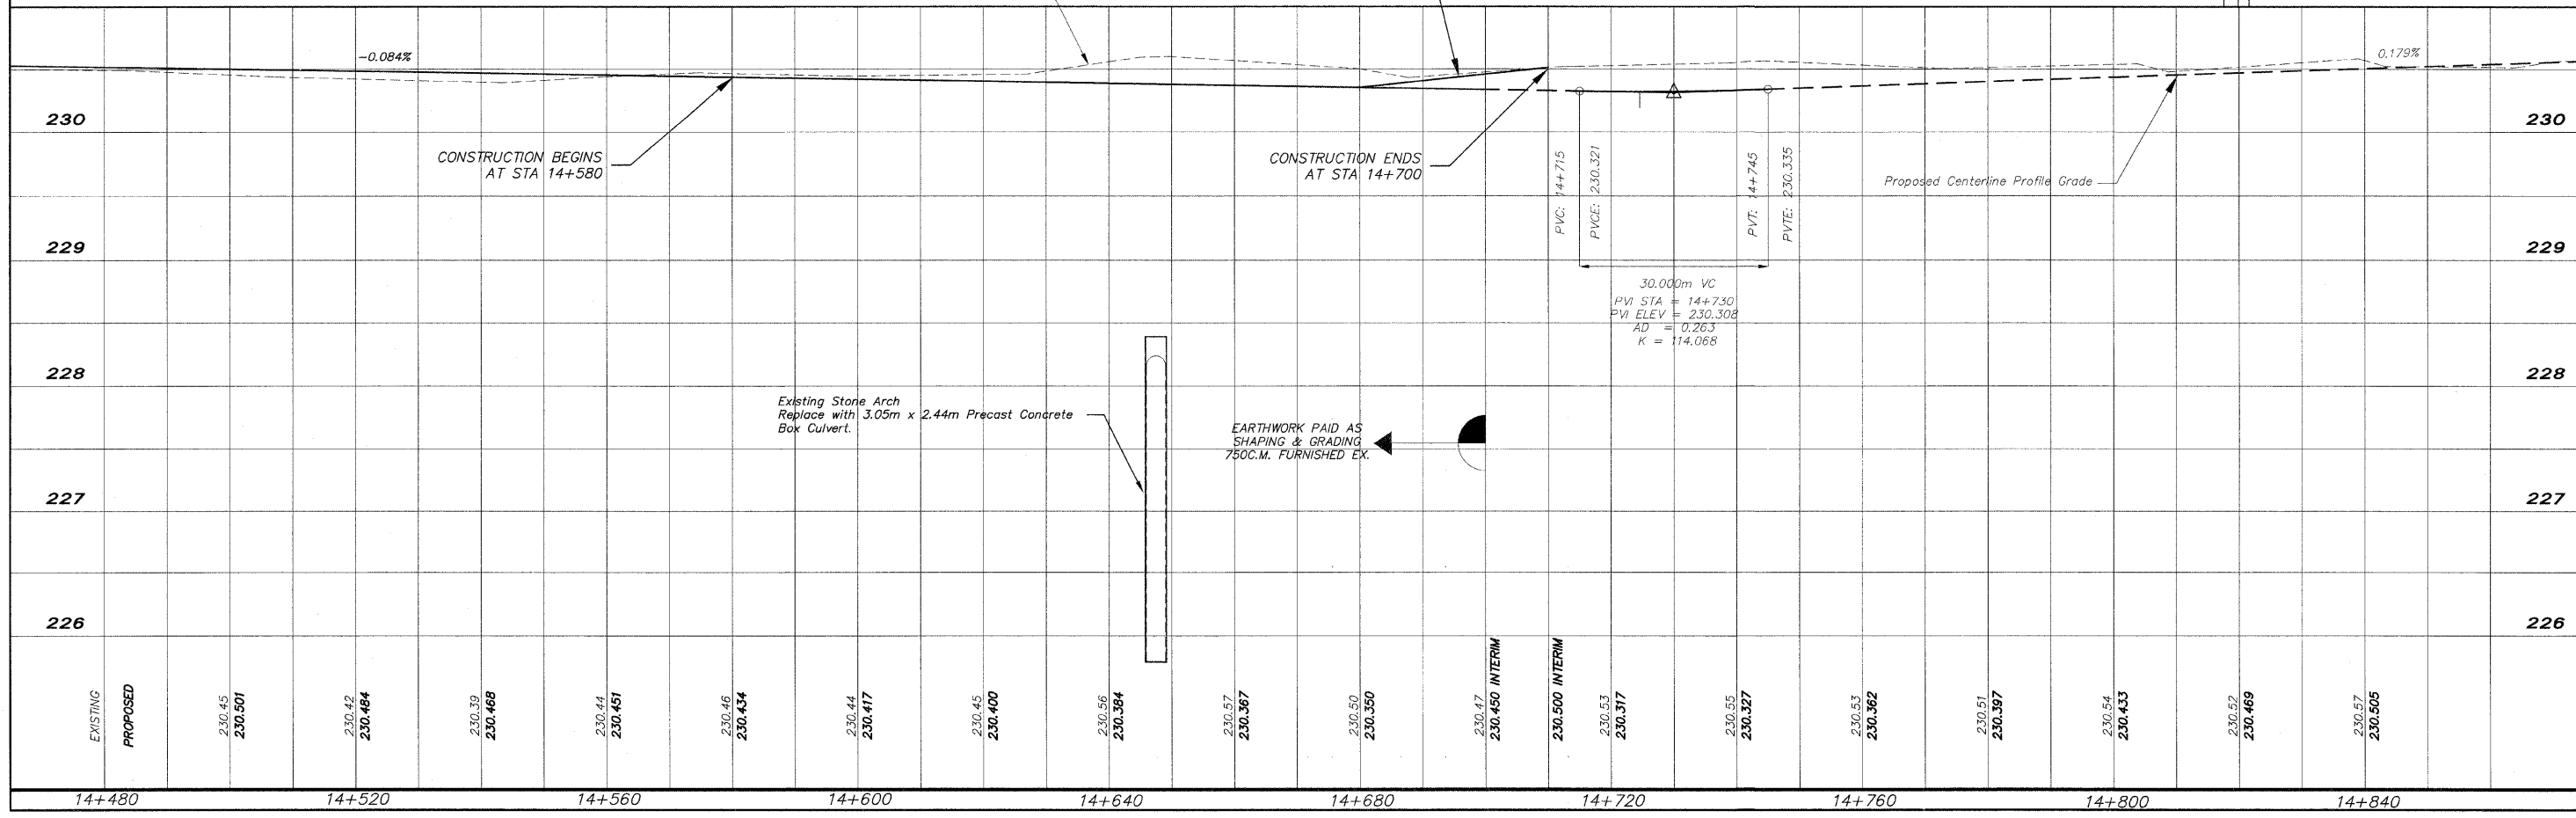 -0.084%
0.179%
230
230
CONSTRUCTION BEGINS
AT STA 14+580
CONSTRUCTION ENDS
AT STA 14+700
PVC: 14+715
PVCE: 230.321
PVT: 14+745
PVTE: 230.335
Proposed Centerline Profile Grade
229
229
30.000m VC
PVI STA = 14+730
PVI ELEV = 230.308
AD = 0.263
K = 114.068
228
228
Existing Stone Arch
Replace with 3.05m x 2.44m Precast Concrete
Box Culvert.
EARTHWORK PAID AS
SHAPING & GRADING
750C.M. FURNISHED EX.
227
227
226
226
EXISTING
PROPOSED
230.45
230.501
230.42
230.484
230.39
230.468
230.44
230.451
230.46
230.434
230.44
230.417
230.45
230.400
230.56
230.384
230.57
230.367
230.50
230.350
230.47
230.450 INTERIM
230.500 INTERIM
230.53
230.317
230.55
230.327
230.53
230.362
230.51
230.397
230.54
230.433
230.52
230.469
230.57
230.505
14+480
14+520
14+560
14+600
14+640
14+680
14+720
14+760
14+800
14+840